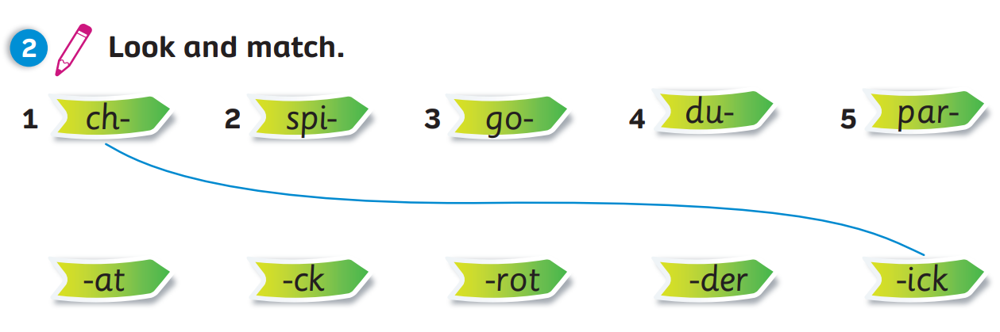 2 Look and match.
1 ch- 2 spi- 3 go- 4 du- 5 par-
-at -ck -rot -der -ick